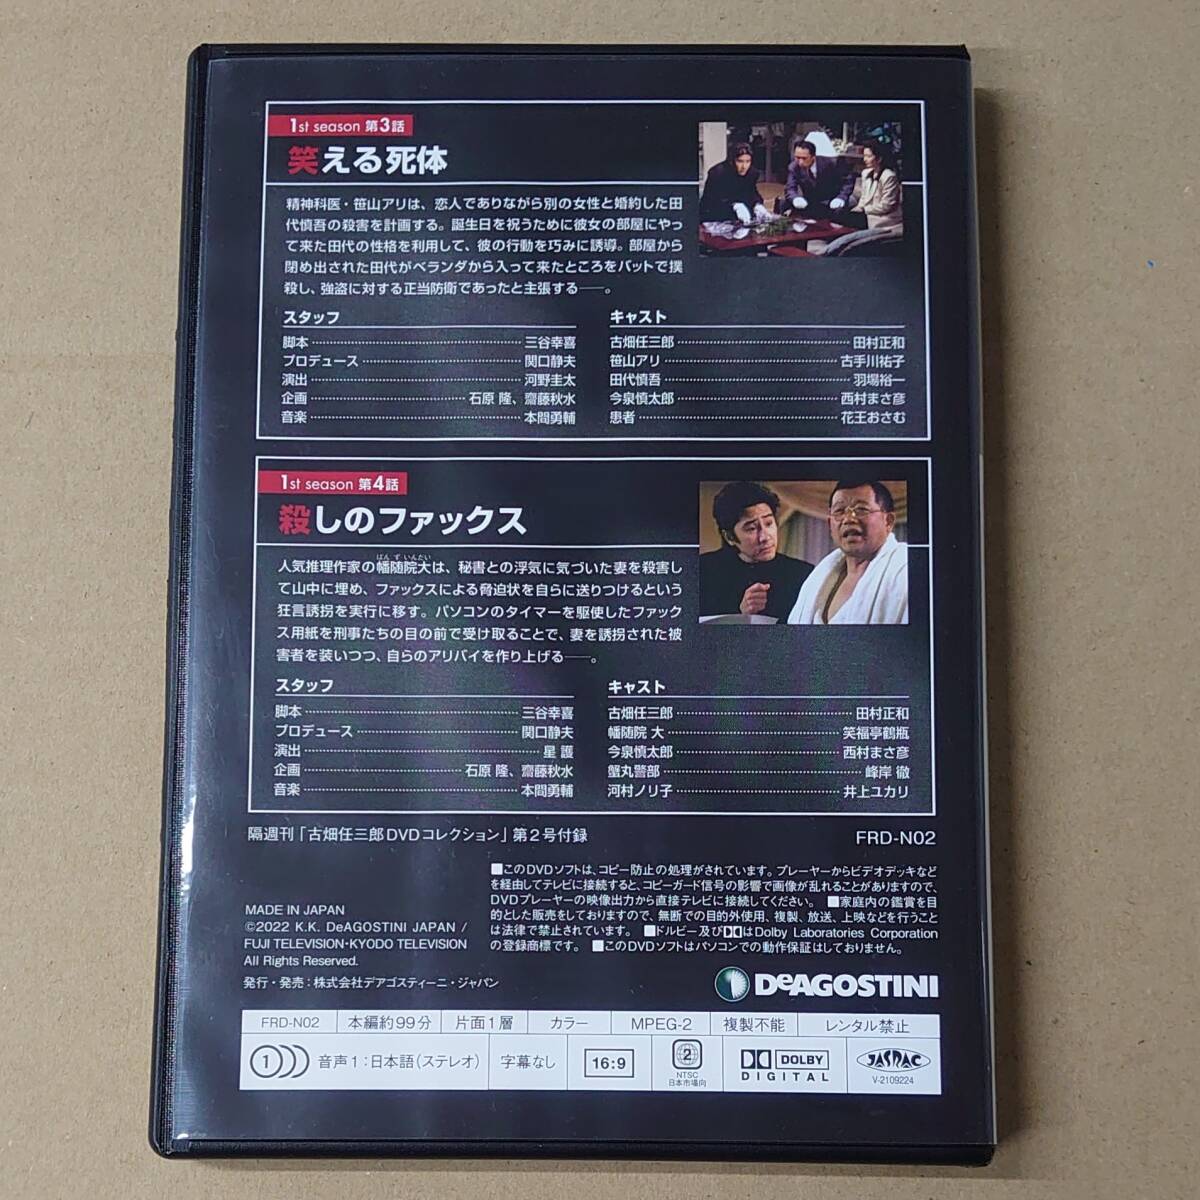 1st season 第3話
笑える死体
精神科医・笹山アリは、恋人でありながら別の女性と婚約した田
代慎吾の殺害を計画する。誕生日を祝うために彼女の部屋にやっ
て来た田代の性格を利用して、彼の行動を巧みに誘導。部屋から
閉め出された田代がベランダから入って来たところをバットで撲
殺し、強盗に対する正当防衛であったと主張する──。
スタッフ
脚本 三谷幸喜
プロデュース 関口静夫
演出 河野圭太
企画 石原 隆、齋藤秋水
音楽 本間勇輔
キャスト
古畑任三郎 田村正和
笹山アリ 古手川祐子
田代慎吾 羽場裕一
今泉慎太郎 西村まさ彦
患者 花王おさむ
1st season 第4話
殺しのファックス
ばん ず いんだい
人気推理作家の幡随院大は、秘書との浮気に気づいた妻を殺害し
て山中に埋め、ファックスによる脅迫状を自らに送りつけるという
狂言誘拐を実行に移す。パソコンのタイマーを駆使したファック
ス用紙を刑事たちの目の前で受け取ることで、妻を誘拐された被
害者を装いつつ、自らのアリバイを作り上げる──。
スタッフ
脚本 三谷幸喜
プロデュース 関口静夫
演出 星 護
企画 石原 隆、齋藤秋水
音楽 本間勇輔
キャスト
古畑任三郎 田村正和
幡随院 大 笑福亭鶴瓶
今泉慎太郎 西村まさ彦
蟹丸警部 峰岸 徹
河村ノリ子 井上ユカリ
隔週刊「古畑任三郎DVDコレクション」第2号付録
FRD-N02
MADE IN JAPAN
©2022 K.K. DeAGOSTINI JAPAN /
FUJI TELEVISION・KYODO TELEVISION
All Rights Reserved.
発行・発売：株式会社デアゴスティーニ・ジャパン
■このDVDソフトは、コピー防止の処理がされています。プレーヤーからビデオデッキなど
を経由してテレビに接続すると、コピーガード信号の影響で画像が乱れることがありますので、
DVDプレーヤーの映像出力から直接テレビに接続してください。 ■家庭内の鑑賞を目
的とした販売をしておりますので、無断での目的外使用、複製、放送、上映などを行うこと
は法律で禁止されています。 ■ドルビー及びDDはDolby Laboratories Corporation
の登録商標です。 ■このDVDソフトはパソコンでの動作保証はしておりません。
DeAGOSTINI
FRD-N02 本編約99分 片面1層 カラー MPEG-2 複製不能 レンタル禁止
1 音声1：日本語(ステレオ) 字幕なし 16:9
2
NTSC
日本市場向
DOLBY
DIGITAL
JASRAC
V-2109224